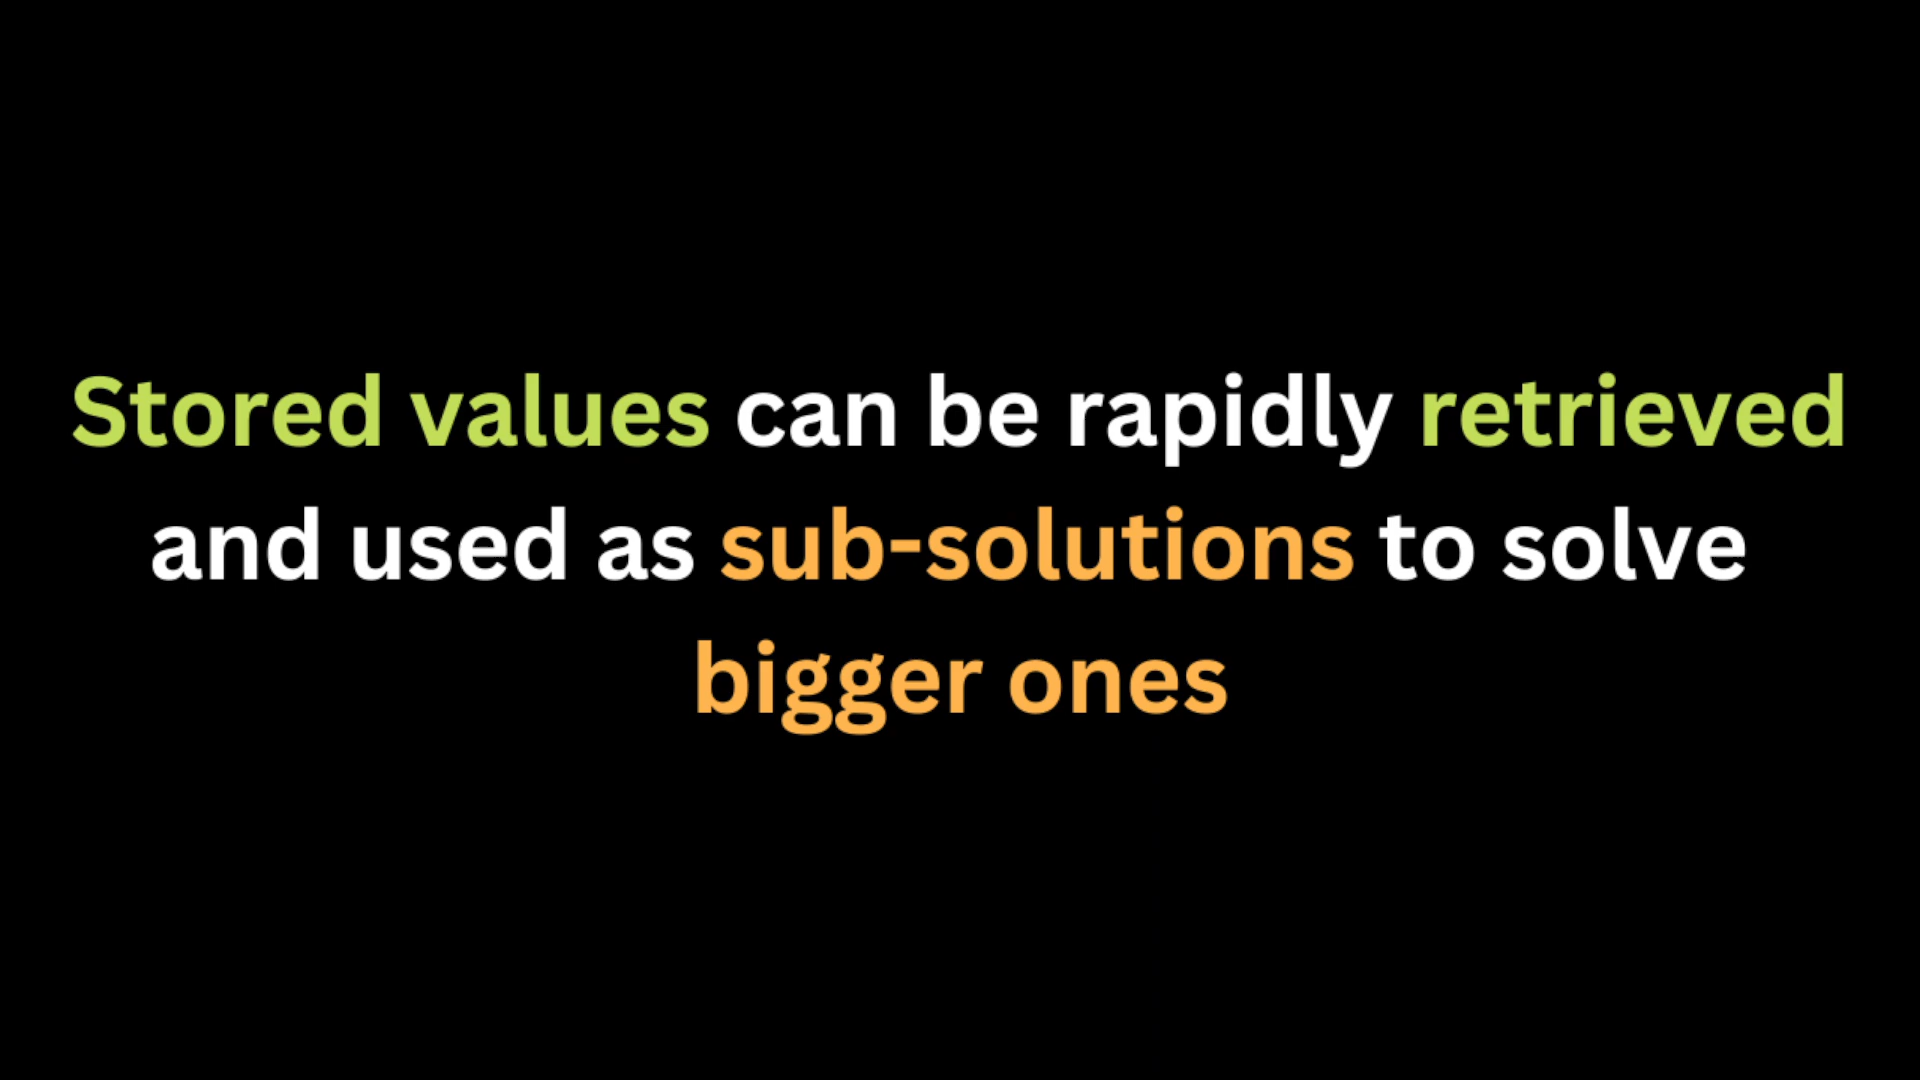 Stored values can be rapidly retrieved
and used as sub-solutions to solve
bigger ones